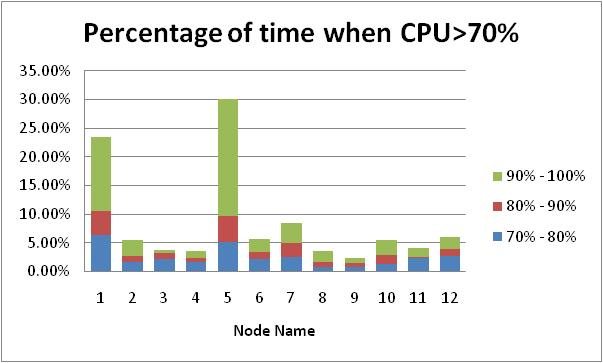 Percentage of time when CPU>70%
35.00%
30.00%
25.00%
20.00%
15.00%
10.00%
5.00%
0.00%
1 2 3 4 5 6 7 8 9 10 11 12
Node Name
90% - 100%
80% - 90%
70% - 80%